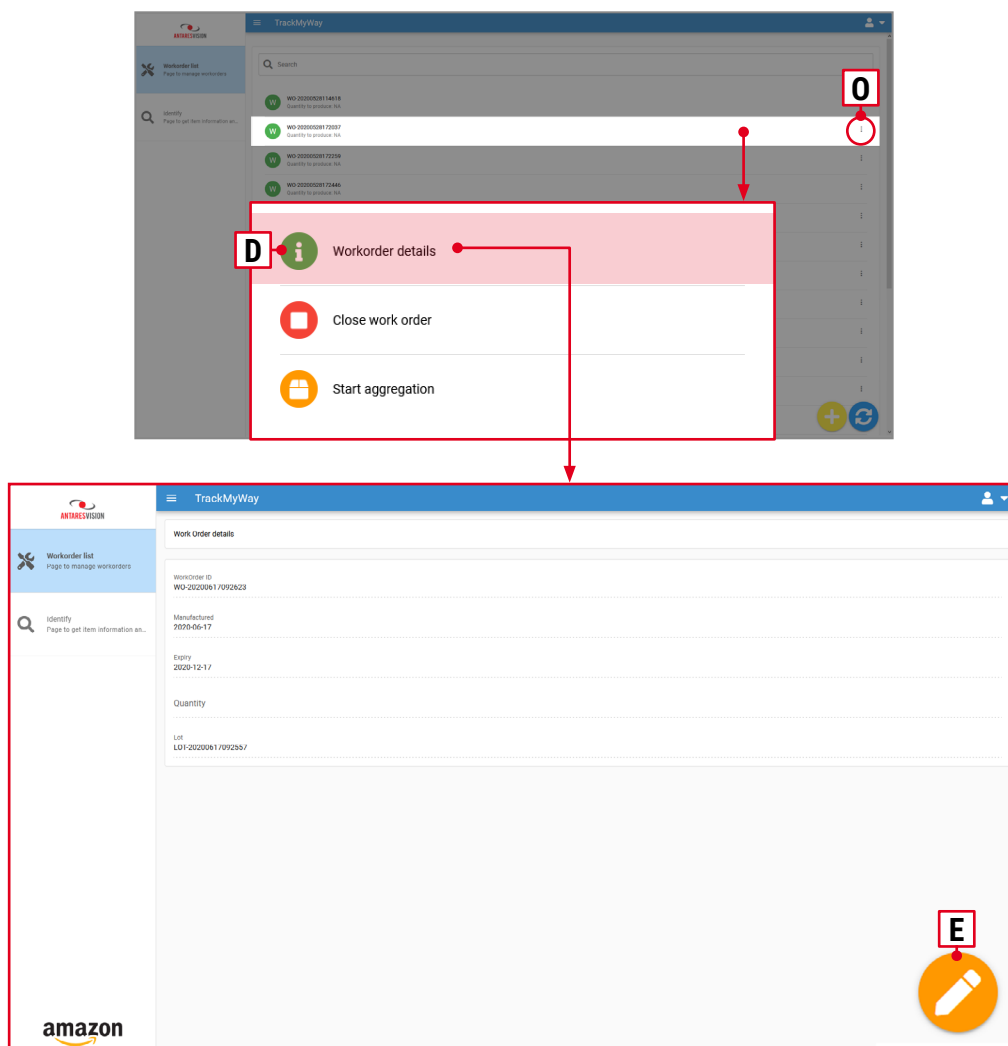 ANTARESVISION
TrackMyWay
Workorder list
Page to manage workorders
Search
O
WO-20200528114618
Quantity to produce: NA
Identify
Page to get item information an..
WO-20200528172037
Quantity to produce: NA
WO-20200528172259
Quantity to produce: NA
WO-20200528172446
Quantity to produce: NA
D
Workorder details
Close work order
Start aggregation
ANTARESVISION
TrackMyWay
Work Order details
Workorder list
Page to manage workorders
WorkOrder ID
WO-20200617092623
Identify
Page to get item information an..
Manufactured
2020-06-17
Expiry
2020-12-17
Quantity
Lot
LOT-20200617092557
E
amazon